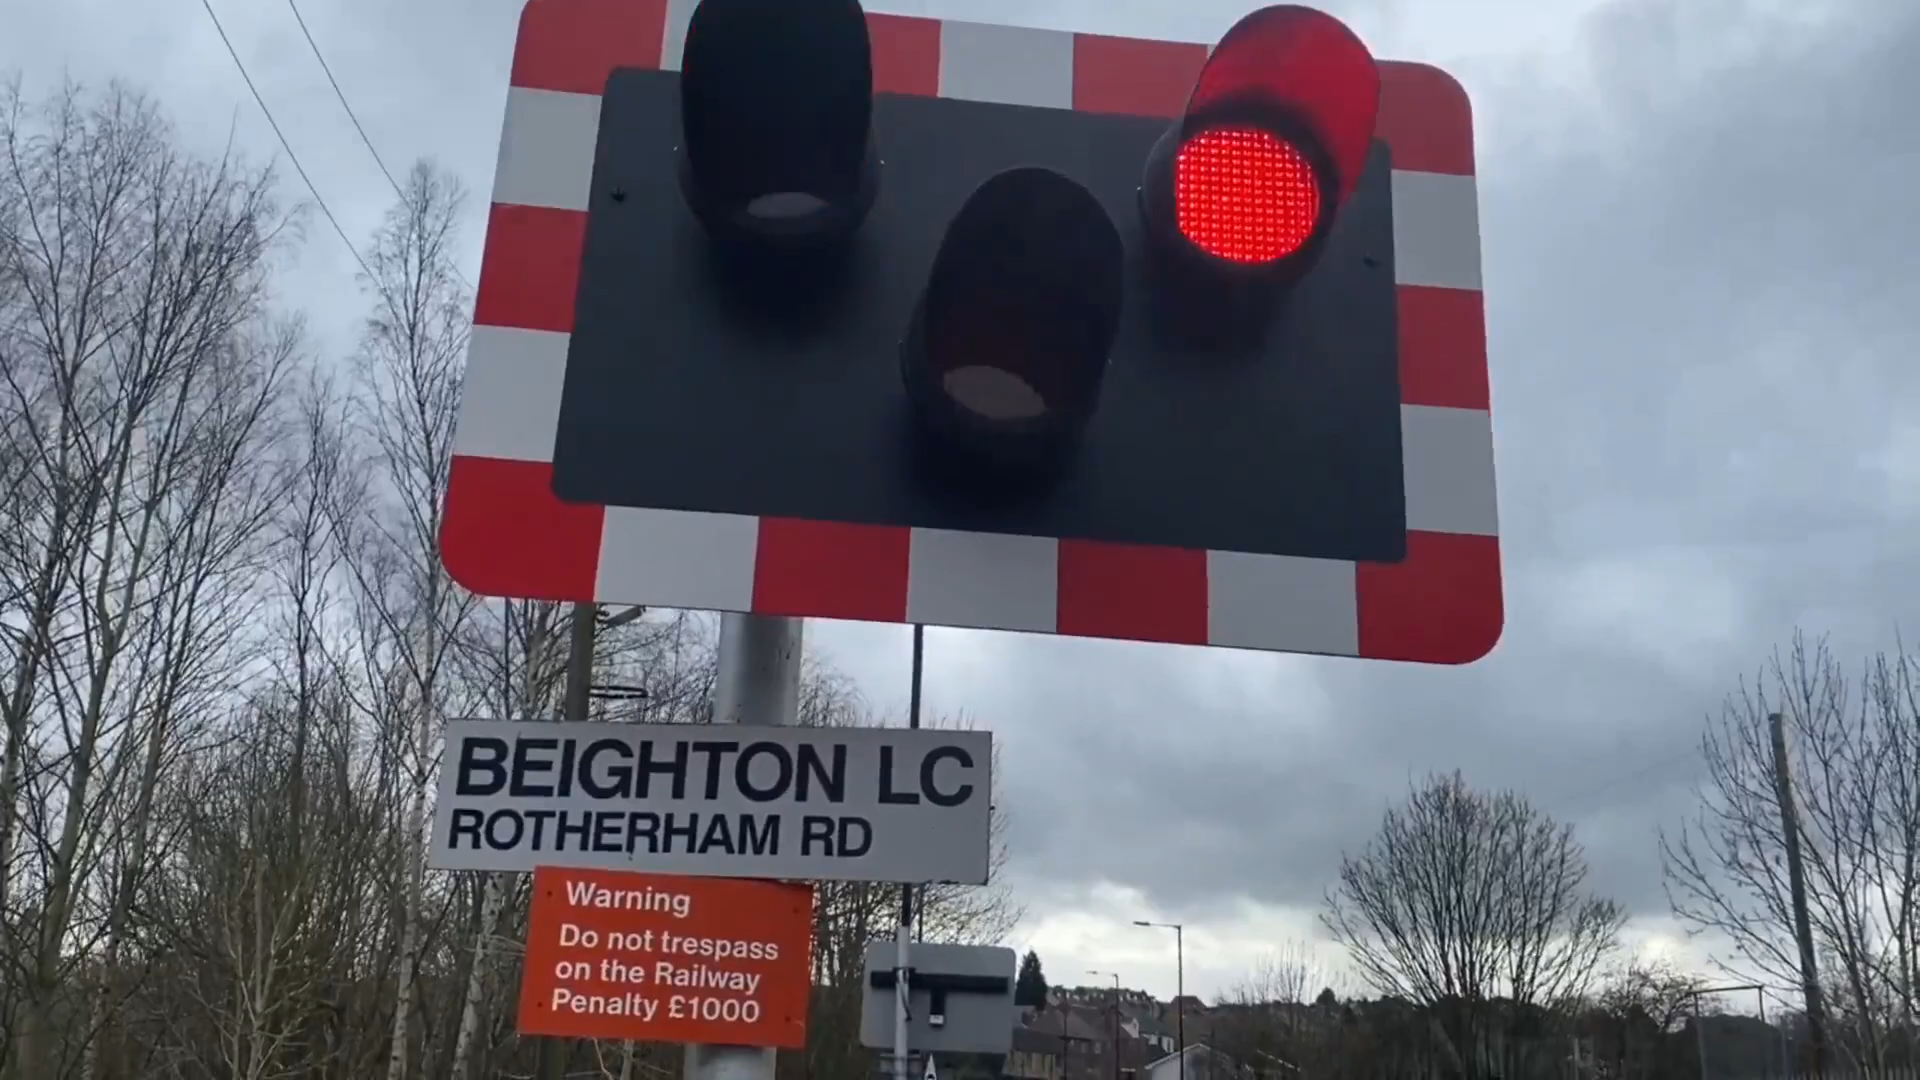 BEIGHTON LC
ROTHERHAM RD
Warning
Do not trespass
on the Railway
Penalty £1000